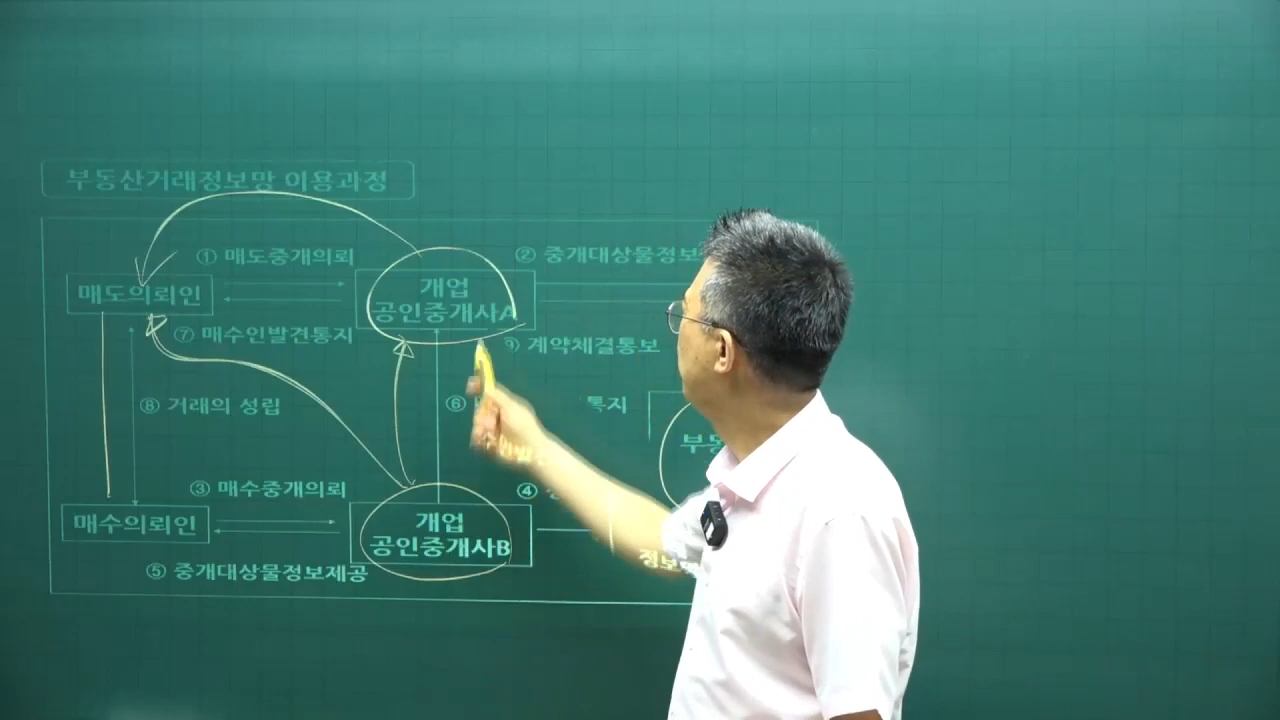 부동산거래정보망 이용과정
① 매도중개의뢰
② 중개대상물정보
매도의뢰인
개업
공인중개사A
⑦ 매수인발견통지
계약체결통보
⑧ 거래의 성립
⑥
통지
③ 매수중개의뢰
④
매수의뢰인
개업
공인중개사B
⑤ 중개대상물정보제공
정보